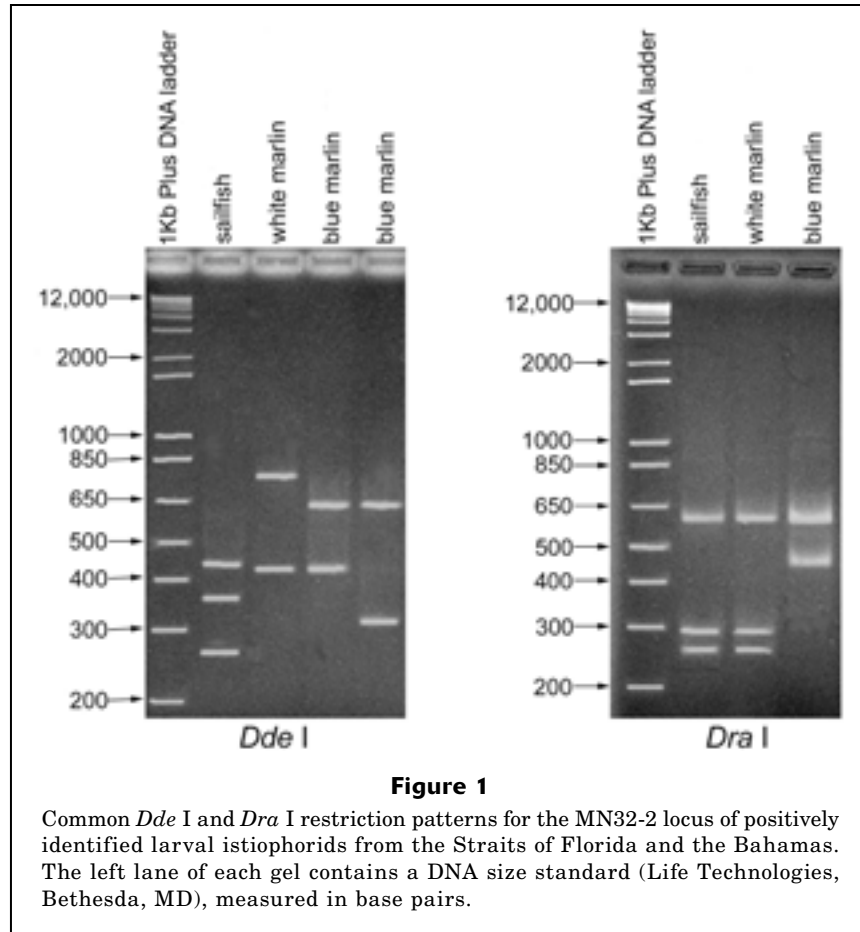 1Kb Plus DNA ladder
sailfish
white marlin
blue marlin
blue marlin
12,000
2000
1000
850
650
500
400
300
200
Dde I
1Kb Plus DNA ladder
sailfish
white marlin
blue marlin
12,000
2000
1000
850
650
500
400
300
200
Dra I
Figure 1
Common Dde I and Dra I restriction patterns for the MN32-2 locus of positively
identified larval istiophorids from the Straits of Florida and the Bahamas.
The left lane of each gel contains a DNA size standard (Life Technologies,
Bethesda, MD), measured in base pairs.